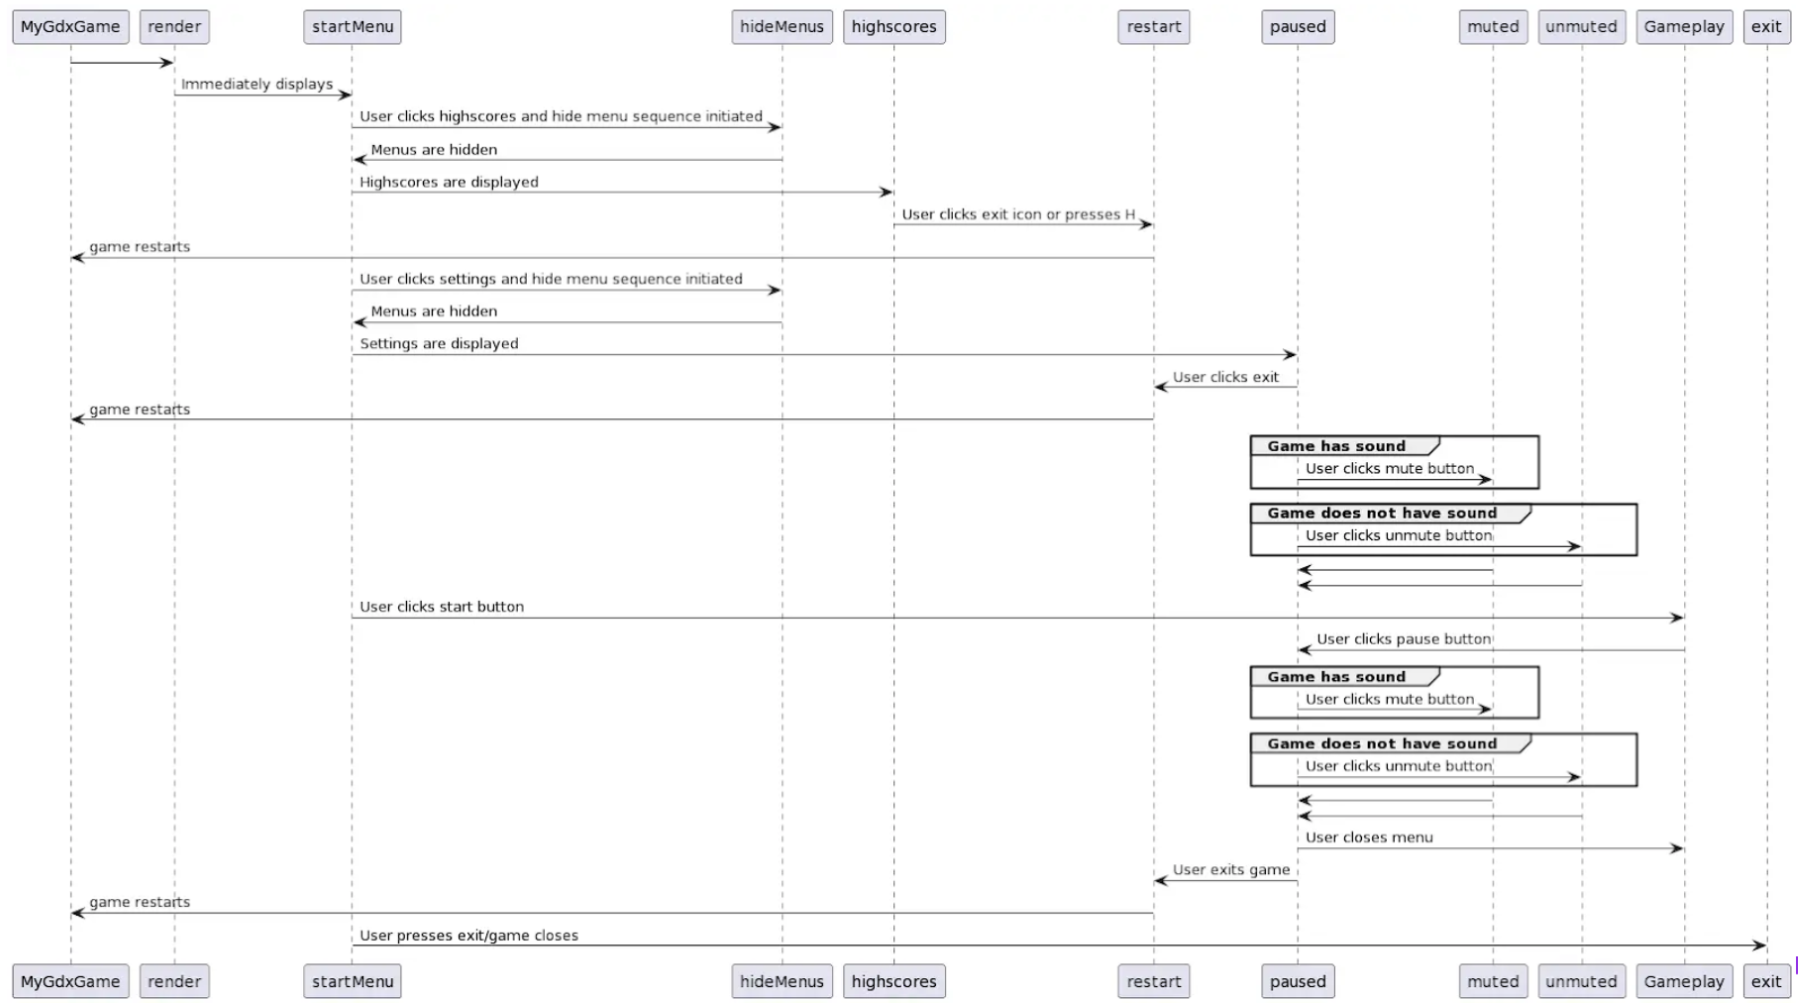 MyGdxGame render startMenu hideMenus highscores restart paused muted unmuted Gameplay exit
Immediately displays
User clicks highscores and hide menu sequence initiated
Menus are hidden
Highscores are displayed
User clicks exit icon or presses H
game restarts
User clicks settings and hide menu sequence initiated
Menus are hidden
Settings are displayed
User clicks exit
game restarts
Game has sound
User clicks mute button
Game does not have sound
User clicks unmute button
User clicks start button
User clicks pause button
Game has sound
User clicks mute button
Game does not have sound
User clicks unmute button
User closes menu
User exits game
game restarts
User presses exit/game closes
MyGdxGame render startMenu hideMenus highscores restart paused muted unmuted Gameplay exit